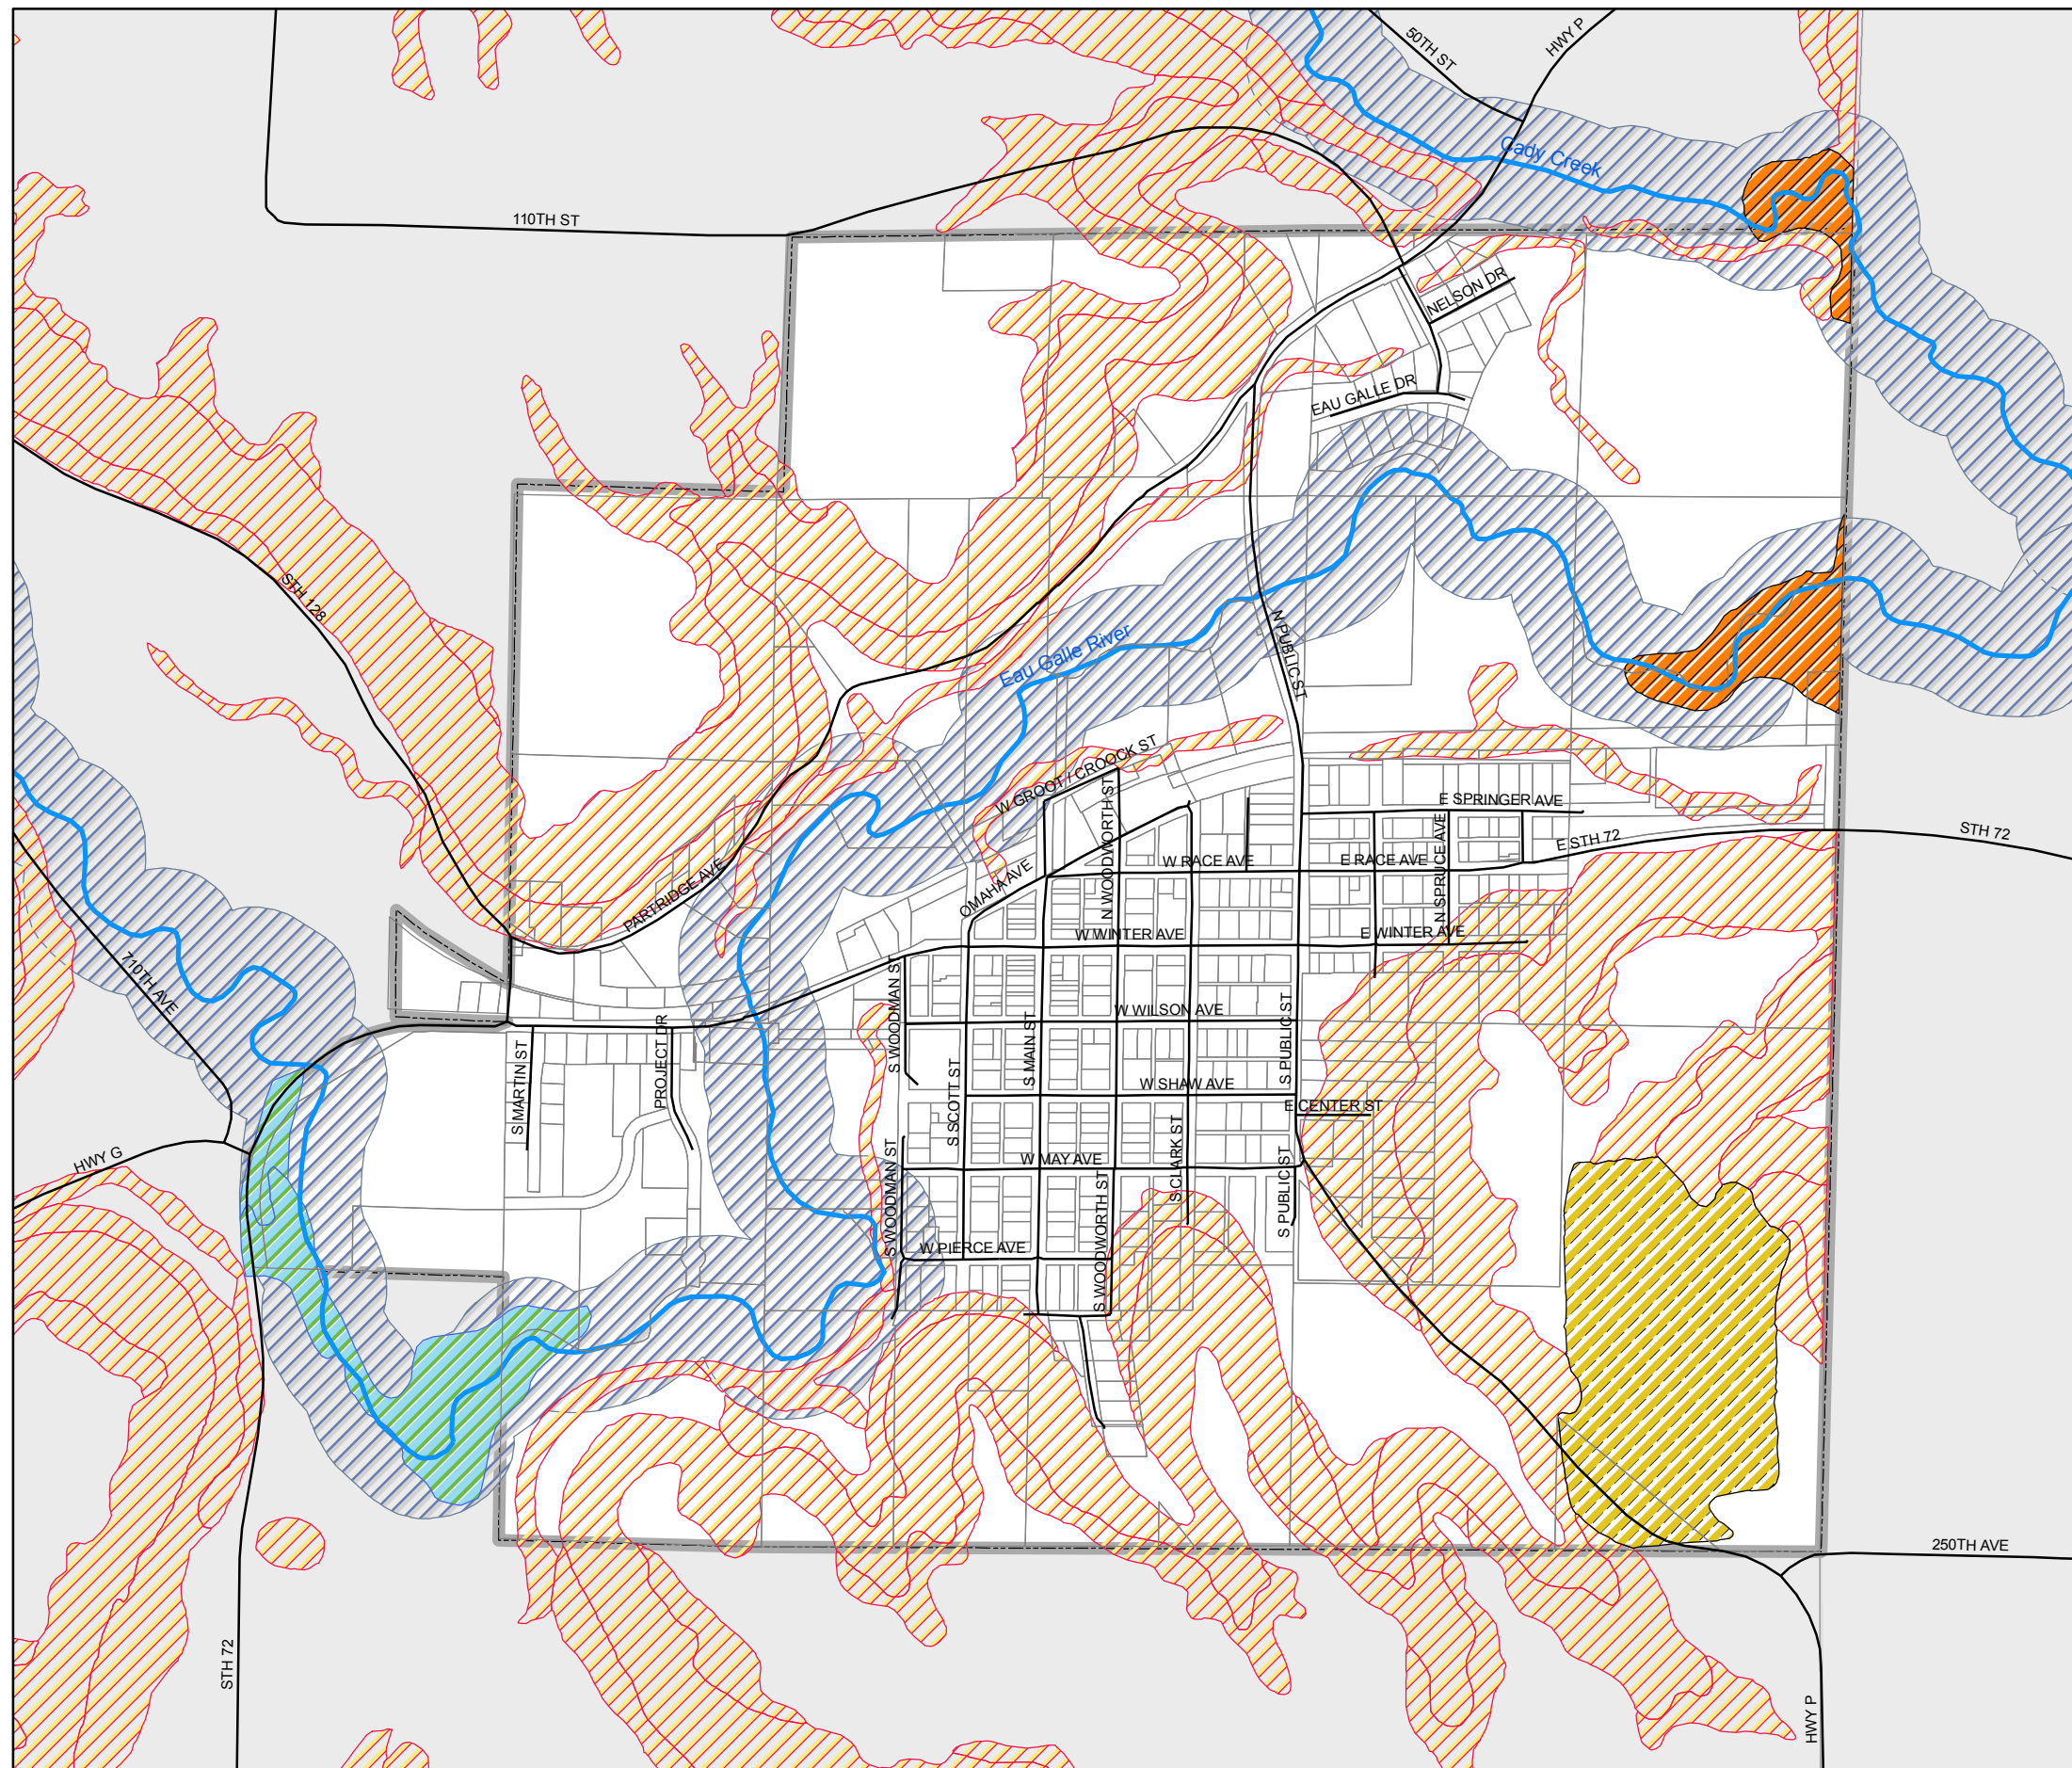 50TH ST
HWY P
Cady Creek
110TH ST
NELSON DR
EAU GALLE DR
STH 128
N PUBLIC ST
Eau Galle River
W GROOT / CROOCK ST
N WOODWORTH ST
E SPRINGER AVE
STH 72
E STH 72
W RACE AVE
E RACE AVE
N SPRUCE AVE
PARTRIDGE AVE
OMAHA AVE
W WINTER AVE
E WINTER AVE
710TH AVE
S WOODMAN ST
W WILSON AVE
S MARTIN ST
PROJECT DR
S MAIN ST
S PUBLIC ST
S SCOTT ST
W SHAW AVE
E CENTER ST
HWY G
S WOODMAN ST
W MAY AVE
S CLARK ST
S PUBLIC ST
W PIERCE AVE
S WOODWORTH ST
250TH AVE
STH 72
HWY P